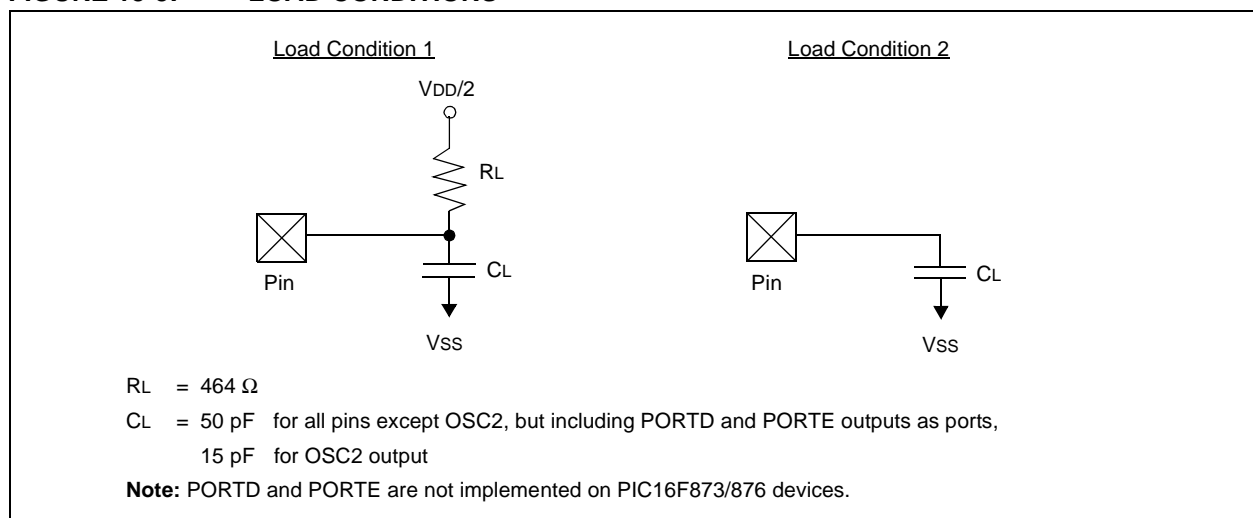 Load Condition 1
Load Condition 2
VDD/2
RL
Pin
CL
VSS
Pin
CL
VSS
RL = 464 Ω
CL = 50 pF for all pins except OSC2, but including PORTD and PORTE outputs as ports,
15 pF for OSC2 output
Note: PORTD and PORTE are not implemented on PIC16F873/876 devices.